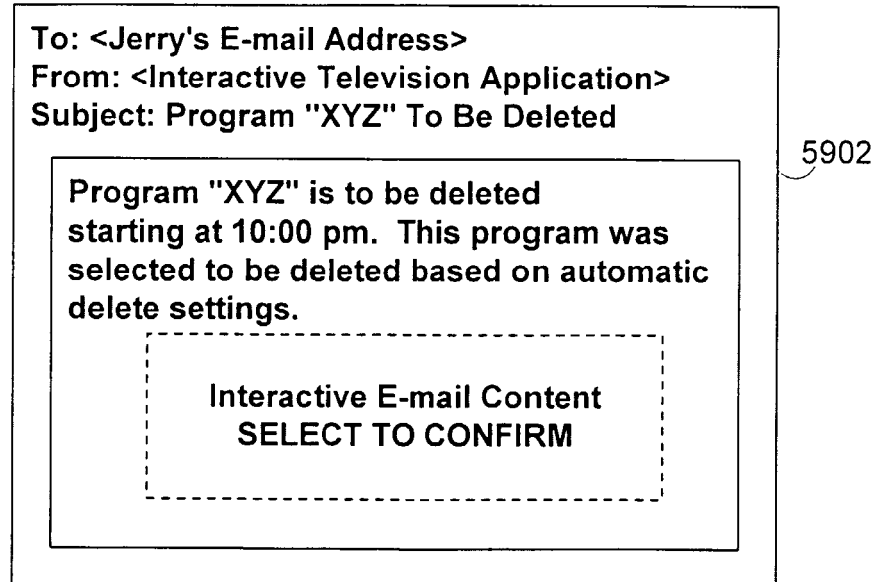 To: <Jerry's E-mail Address>
From: <Interactive Television Application>
Subject: Program "XYZ" To Be Deleted
5902
Program "XYZ" is to be deleted
starting at 10:00 pm. This program was
selected to be deleted based on automatic
delete settings.
Interactive E-mail Content
SELECT TO CONFIRM